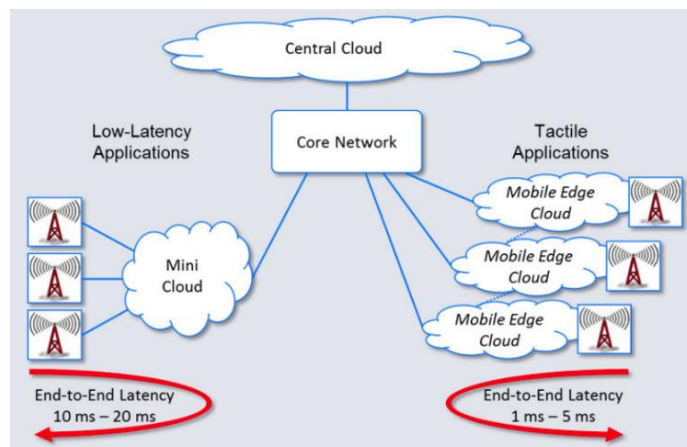 Central Cloud
Low-Latency
Applications
Core Network
Tactile
Applications
Mobile Edge
Cloud
Mini
Cloud
Mobile Edge
Cloud
Mobile Edge
Cloud
End-to-End Latency
10 ms – 20 ms
End-to-End Latency
1 ms – 5 ms